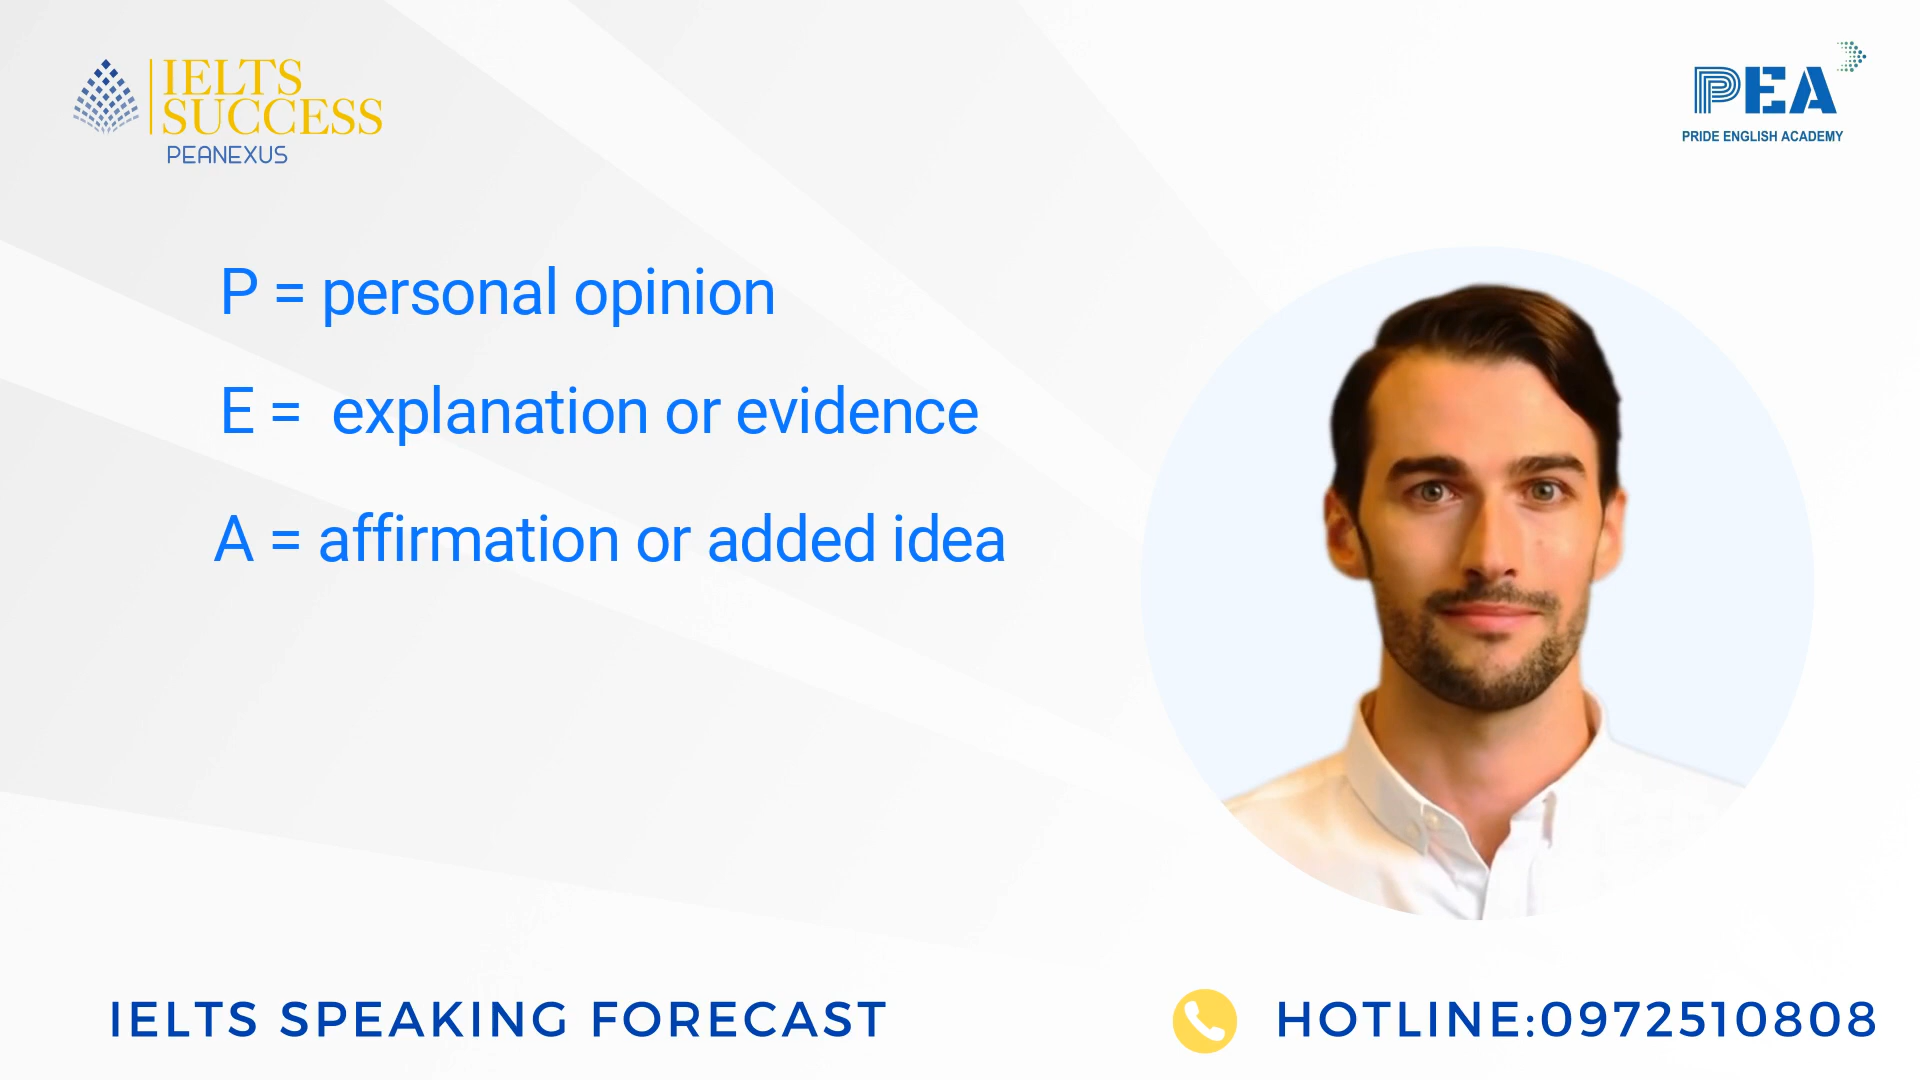 IELTS
SUCCESS
PEANEXUS
PEA
PRIDE ENGLISH ACADEMY
P = personal opinion
E = explanation or evidence
A = affirmation or added idea
IELTS SPEAKING FORECAST
HOTLINE:0972510808